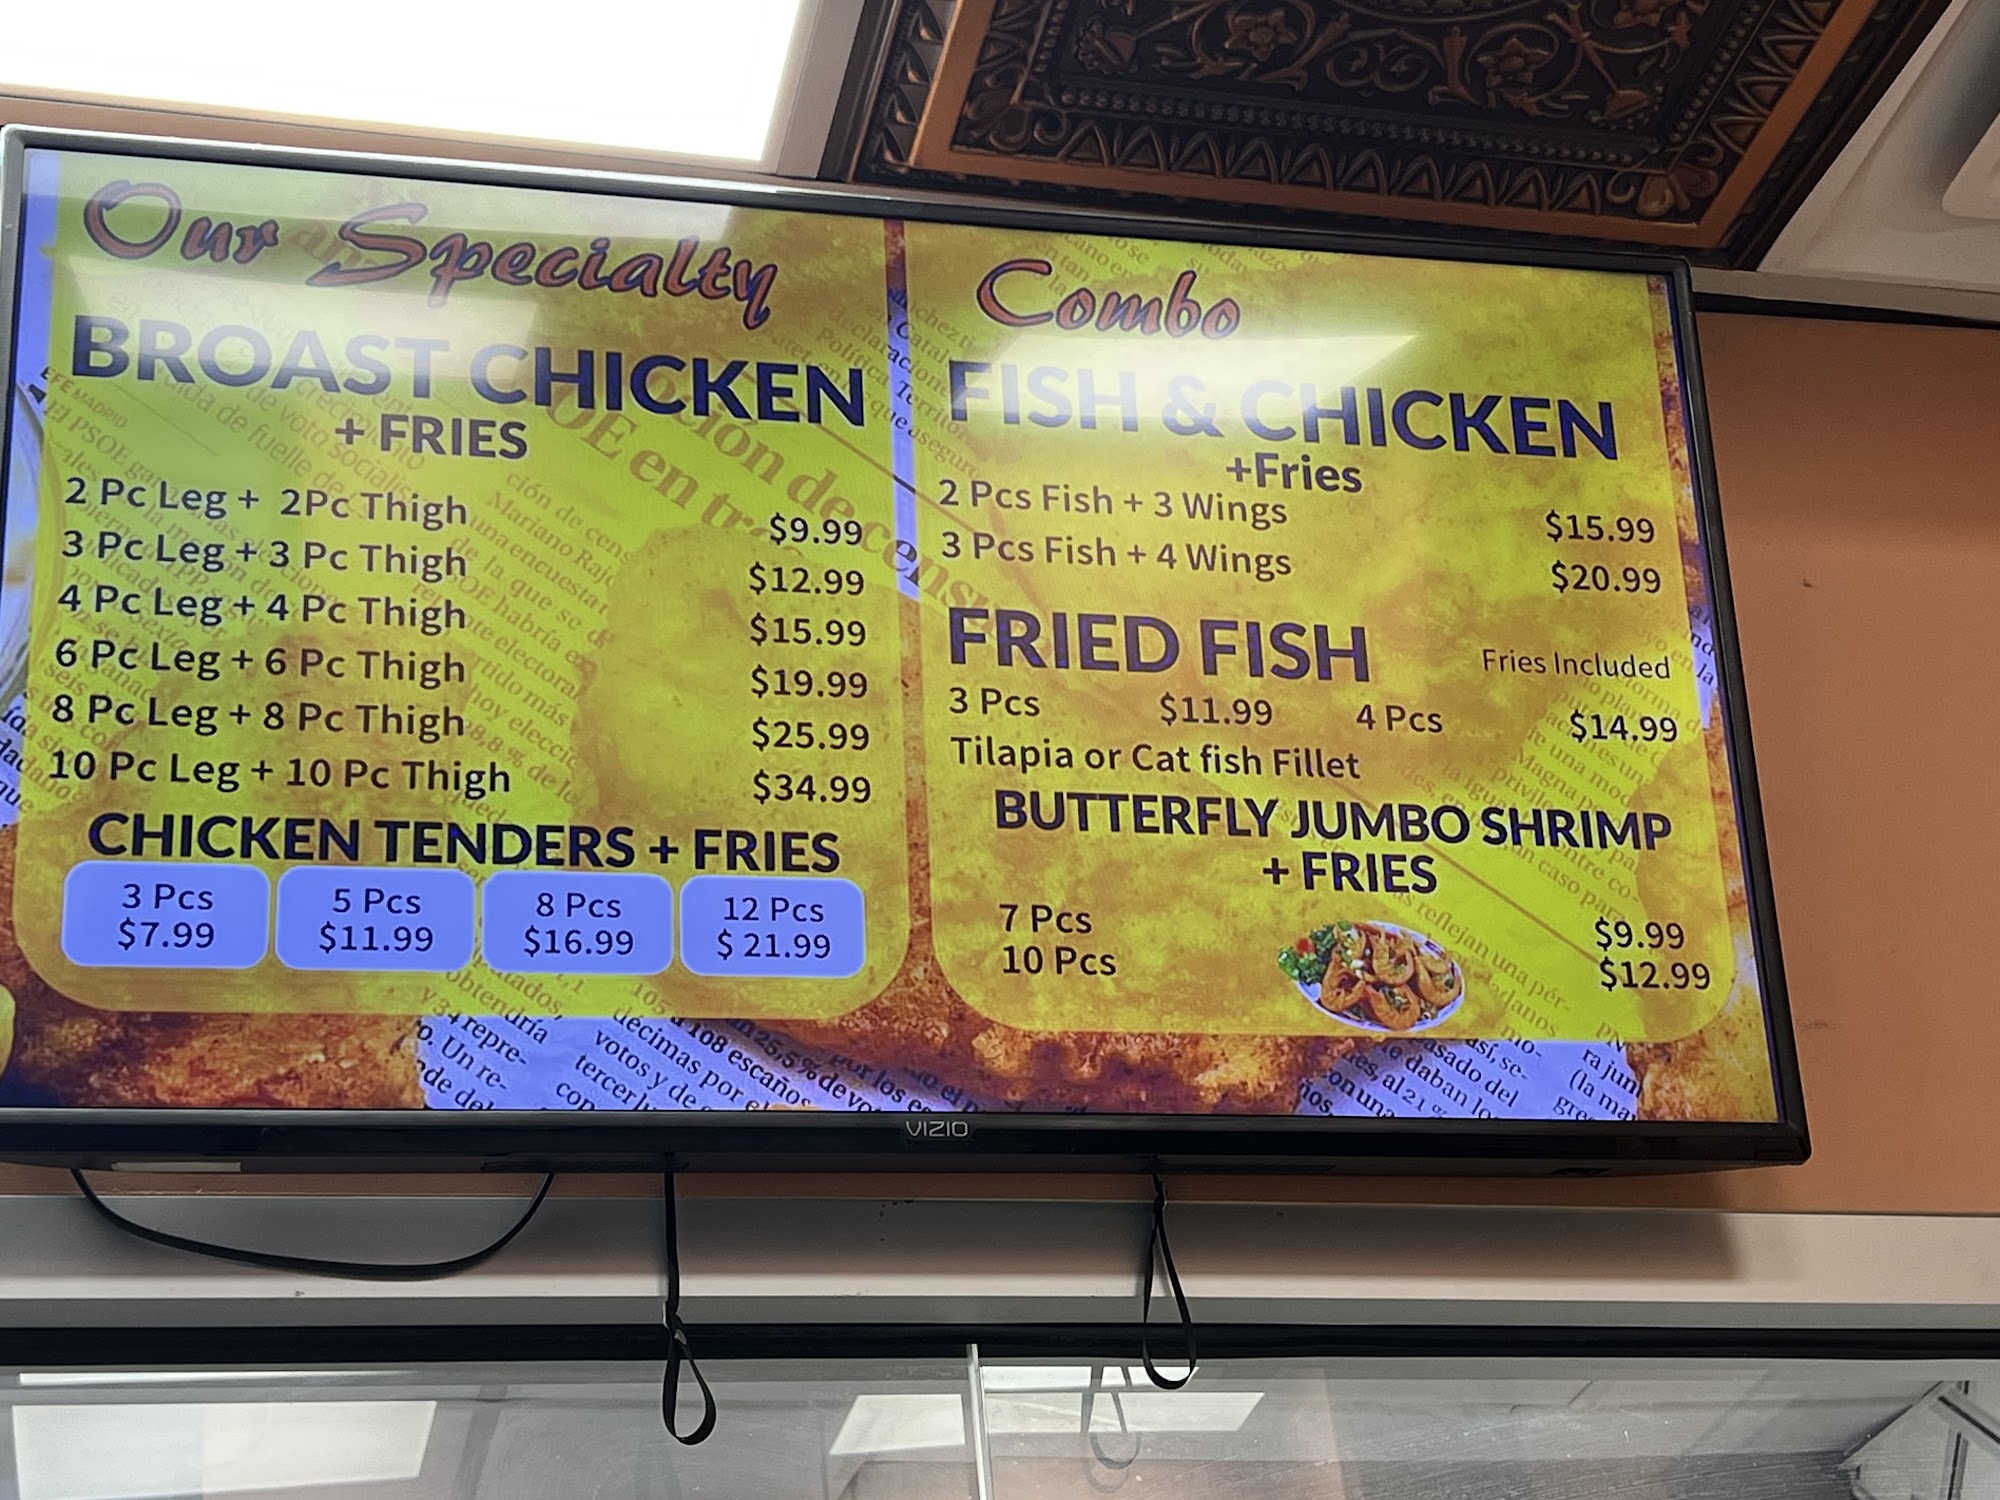 Our Specialty
BROAST CHICKEN
+ FRIES
2 Pc Leg + 2Pc Thigh $9.99
3 Pc Leg + 3 Pc Thigh $12.99
4 Pc Leg + 4 Pc Thigh $15.99
6 Pc Leg + 6 Pc Thigh $19.99
8 Pc Leg + 8 Pc Thigh $25.99
10 Pc Leg + 10 Pc Thigh $34.99
CHICKEN TENDERS + FRIES
3 Pcs 5 Pcs 8 Pcs 12 Pcs
$7.99 $11.99 $16.99 $ 21.99
Combo
FISH & CHICKEN
+Fries
2 Pcs Fish + 3 Wings $15.99
3 Pcs Fish + 4 Wings $20.99
FRIED FISH Fries Included
3 Pcs $11.99 4 Pcs $14.99
Tilapia or Cat fish Fillet
BUTTERFLY JUMBO SHRIMP
+ FRIES
7 Pcs $9.99
10 Pcs $12.99
VIZIO